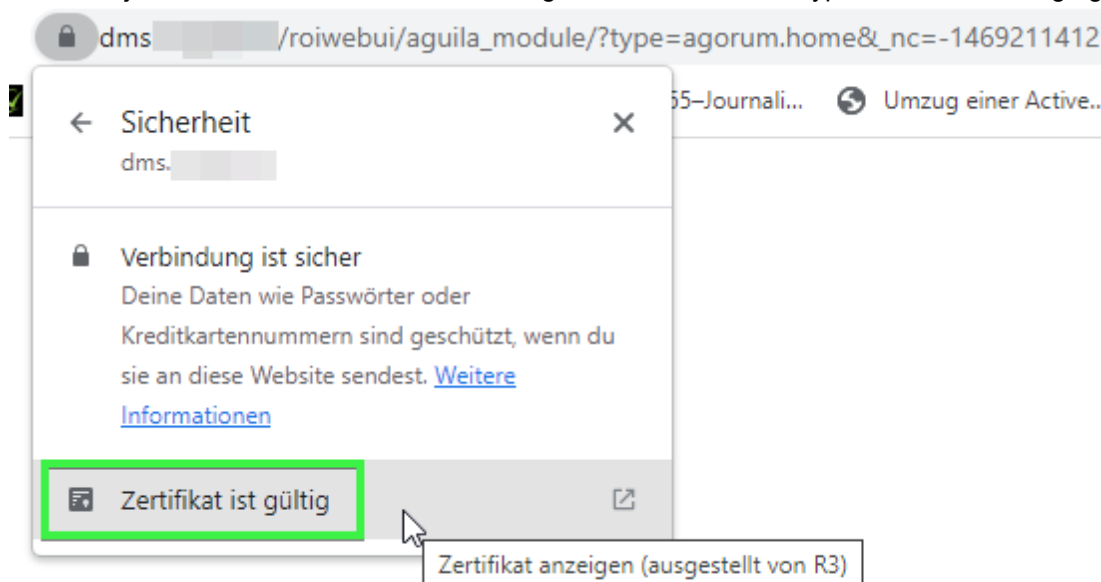 dms /roiwebui/aguila_module/?type=agorum.home&_nc=-1469211412
55–Journali... Umzug einer Active..
Sicherheit
dms.
Verbindung ist sicher
Deine Daten wie Passwörter oder
Kreditkartennummern sind geschützt, wenn du
sie an diese Website sendest. Weitere
Informationen
Zertifikat ist gültig
Zertifikat anzeigen (ausgestellt von R3)